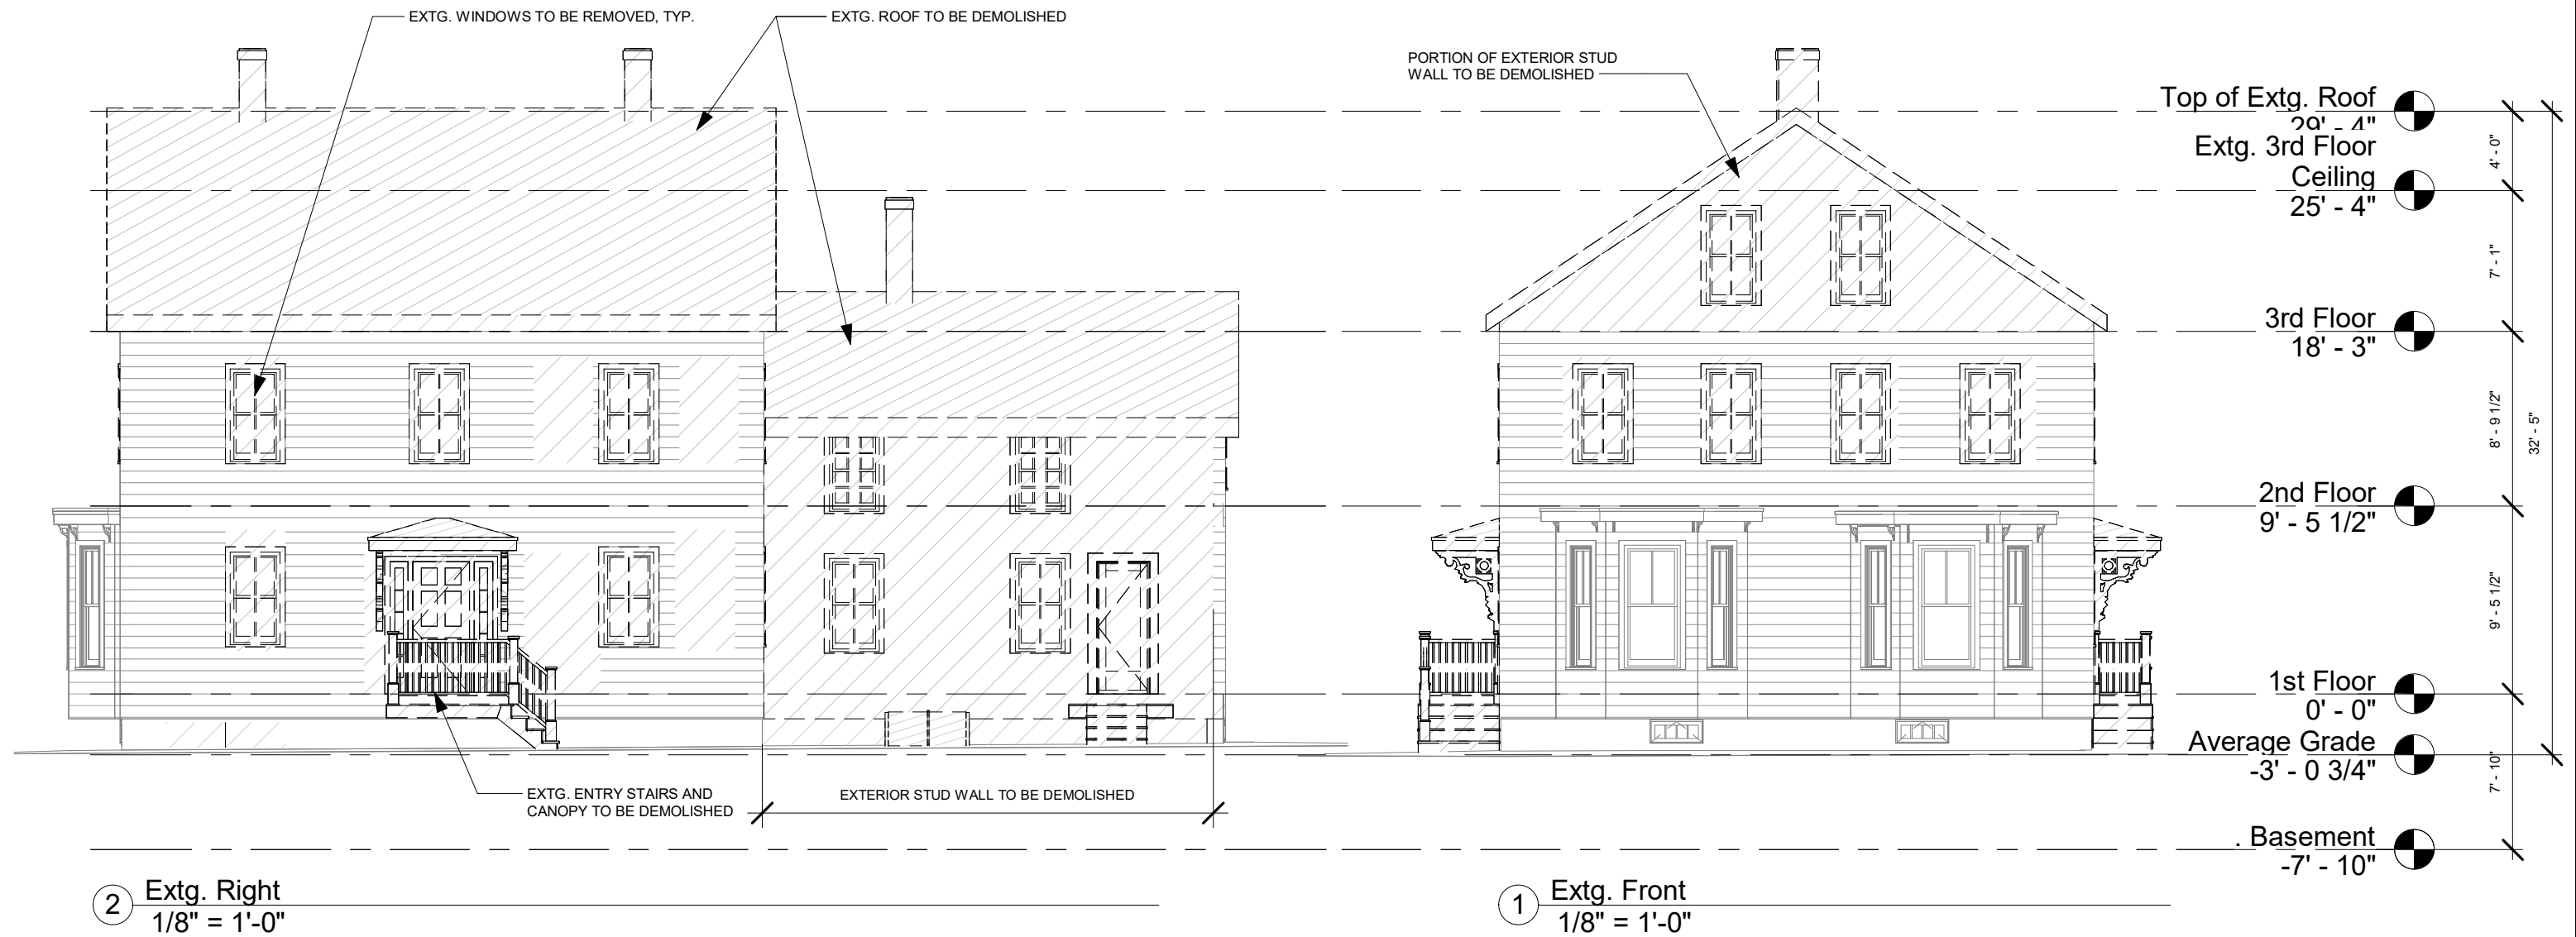 EXTG. WINDOWS TO BE REMOVED, TYP.
EXTG. ROOF TO BE DEMOLISHED
PORTION OF EXTERIOR STUD
WALL TO BE DEMOLISHED
Top of Extg. Roof
29' - 4"
Extg. 3rd Floor
Ceiling
25' - 4"
3rd Floor
18' - 3"
2nd Floor
9' - 5 1/2"
1st Floor
0' - 0"
Average Grade
-3' - 0 3/4"
. Basement
-7' - 10"
4' - 0"
7' - 1"
8' - 9 1/2"
32' - 5"
9' - 5 1/2"
7' - 10"
EXTG. ENTRY STAIRS AND
CANOPY TO BE DEMOLISHED
EXTERIOR STUD WALL TO BE DEMOLISHED
2
Extg. Right
1/8" = 1'-0"
1
Extg. Front
1/8" = 1'-0"